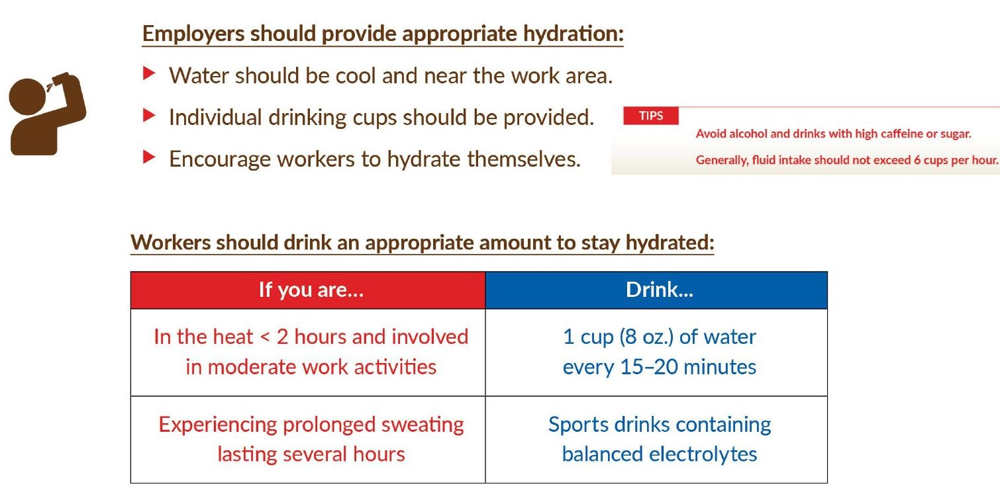 Employers should provide appropriate hydration:
▶ Water should be cool and near the work area.
▶ Individual drinking cups should be provided.
▶ Encourage workers to hydrate themselves.
TIPS
Avoid alcohol and drinks with high caffeine or sugar.
Generally, fluid intake should not exceed 6 cups per hour.
Workers should drink an appropriate amount to stay hydrated:
If you are...
Drink...
In the heat < 2 hours and involved
in moderate work activities
1 cup (8 oz.) of water
every 15–20 minutes
Experiencing prolonged sweating
lasting several hours
Sports drinks containing
balanced electrolytes